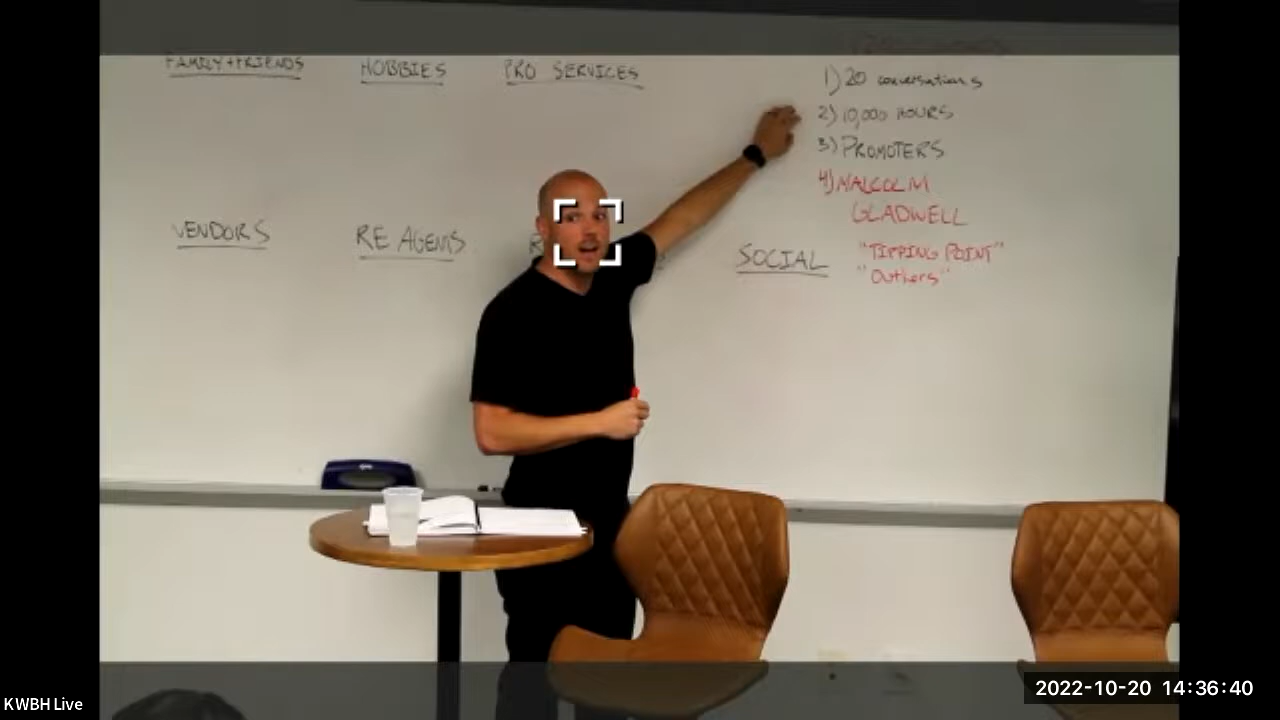 FAMILY+FRIENDS
HOBBIES
PRO SERVICES
1) 20 conversations
2) 10,000 HOURS
3) PROMOTERS
4) MALCOLM
GLADWELL
"TIPPING POINT"
"Outliers"
VENDORS
RE AGENTS
SOCIAL
KWBH Live
2022-10-20 14:36:40